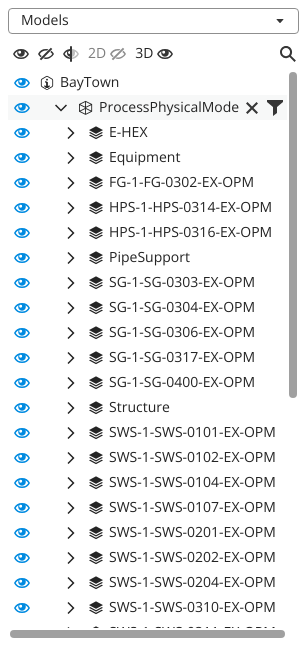 Models
2D 3D
BayTown
ProcessPhysicalMode
E-HEX
Equipment
FG-1-FG-0302-EX-OPM
HPS-1-HPS-0314-EX-OPM
HPS-1-HPS-0316-EX-OPM
PipeSupport
SG-1-SG-0303-EX-OPM
SG-1-SG-0304-EX-OPM
SG-1-SG-0306-EX-OPM
SG-1-SG-0317-EX-OPM
SG-1-SG-0400-EX-OPM
Structure
SWS-1-SWS-0101-EX-OPM
SWS-1-SWS-0102-EX-OPM
SWS-1-SWS-0104-EX-OPM
SWS-1-SWS-0107-EX-OPM
SWS-1-SWS-0201-EX-OPM
SWS-1-SWS-0202-EX-OPM
SWS-1-SWS-0204-EX-OPM
SWS-1-SWS-0310-EX-OPM